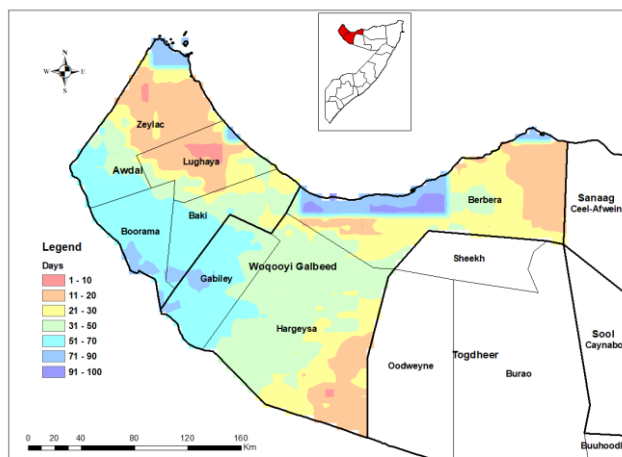 N
W E
S
Zeylac
Lughaya
Awdal
Baki
Berbera
Sanaag
Ceel-Afwein
Boorama
Sheekh
Legend
Days
1 - 10
11 - 20
21 - 30
31 - 50
51 - 70
71 - 90
91 - 100
Woqooyi Galbeed
Gabiley
Hargeysa
Oodweyne
Togdheer
Burao
Sool
Caynabo
Buuhoodl
0 20 40 80 120 160
Km